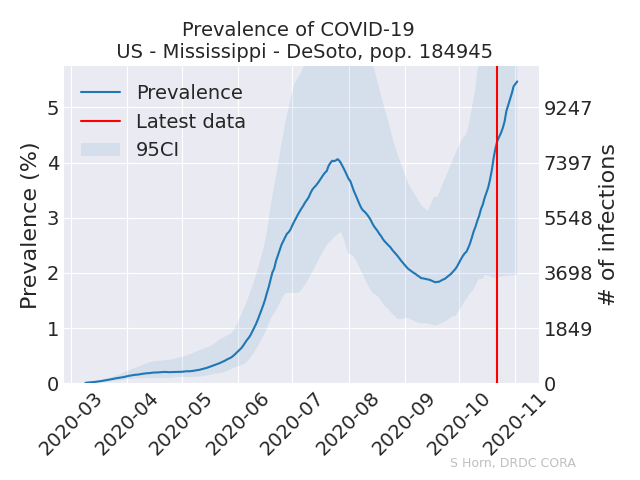 Prevalence of COVID-19
US - Mississippi - DeSoto, pop. 184945
Prevalence
Latest data
95CI
Prevalence (%)
5
4
3
2
1
0
9247
7397
5548
3698
1849
0
# of infections
2020-03
2020-04
2020-05
2020-06
2020-07
2020-08
2020-09
2020-10
2020-11
S Horn, DRDC CORA